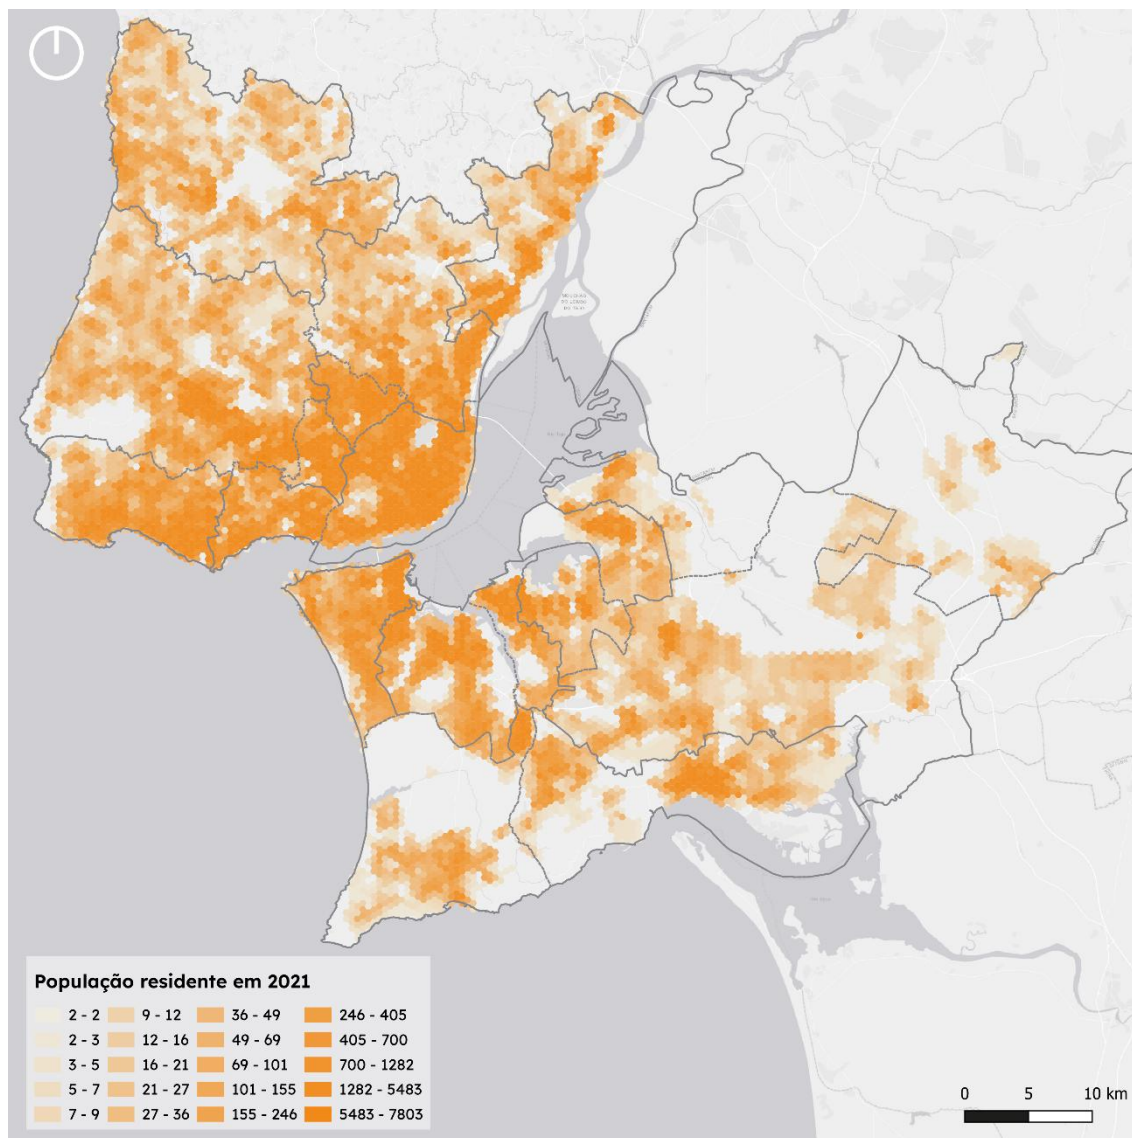 População residente em 2021
2 - 2 9 - 12 36 - 49 246 - 405
2 - 3 12 - 16 49 - 69 405 - 700
3 - 5 16 - 21 69 - 101 700 - 1282
5 - 7 21 - 27 101 - 155 1282 - 5483
7 - 9 27 - 36 155 - 246 5483 - 7803
0 5 10 km